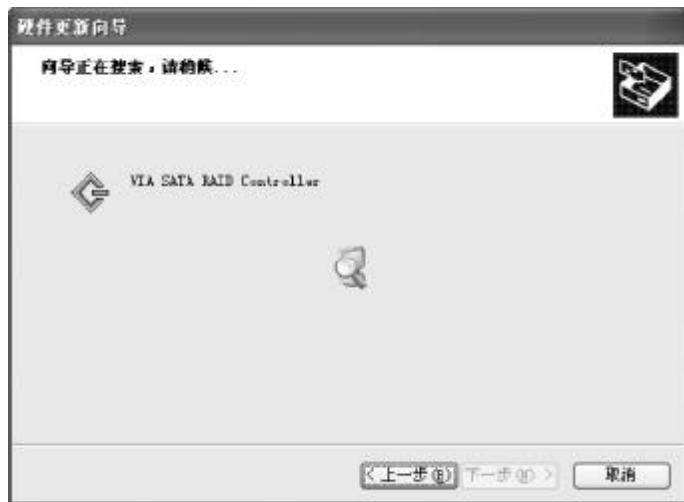 硬件更新向导
向导正在搜索，请稍候...
VIA SATA RAID Controller
< 上一步(B) 下一步(N) > 取消